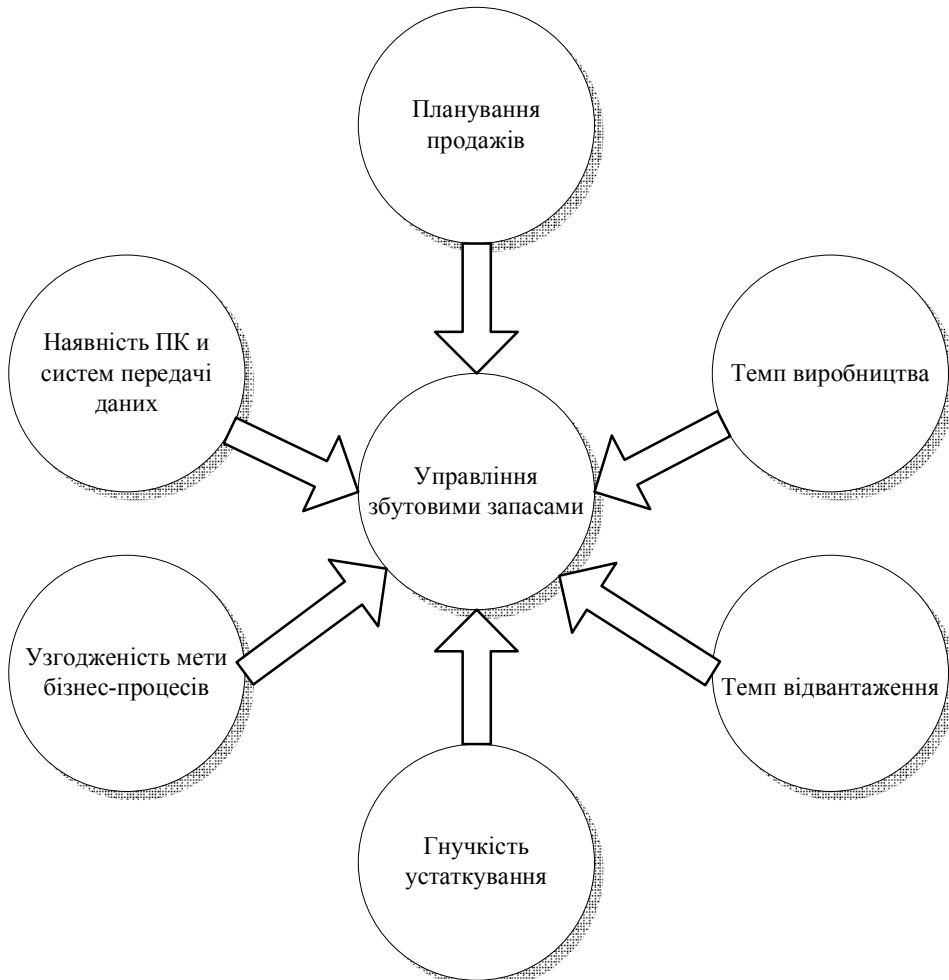 Планування
продажів
Наявність ПК и
систем передачі
даних
Темп виробництва
Управління
збутовими запасами
Узгодженість мети
бізнес-процесів
Темп відвантаження
Гнучкість
устаткування